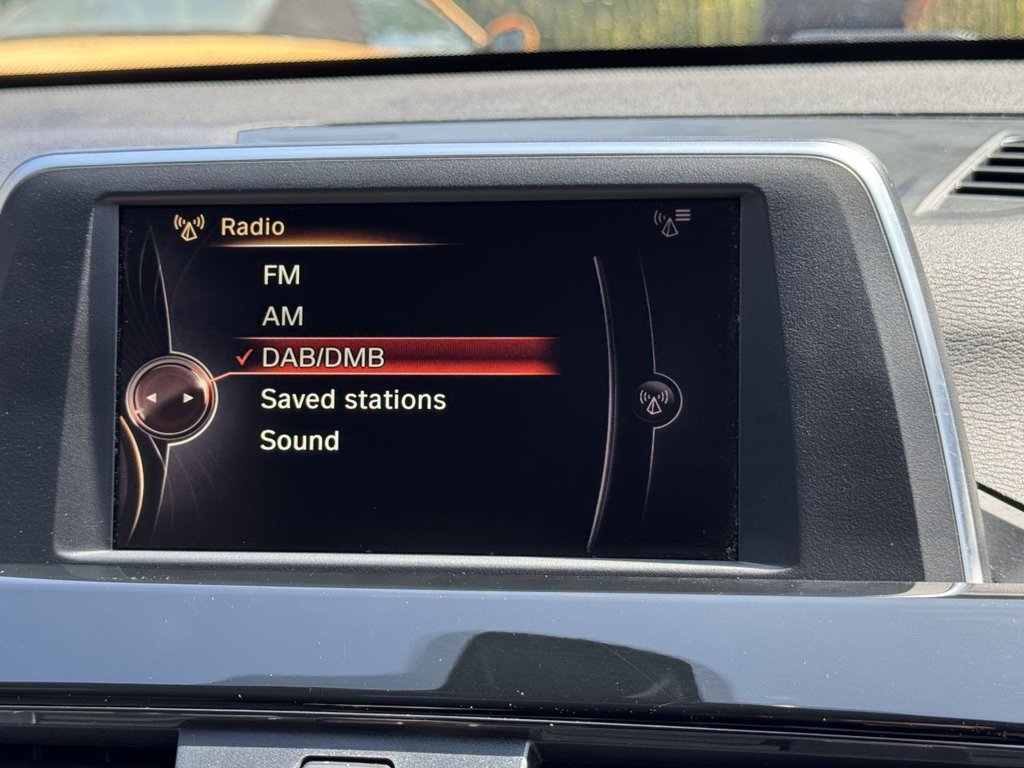 Radio
FM
AM
DAB/DMB
Saved stations
Sound